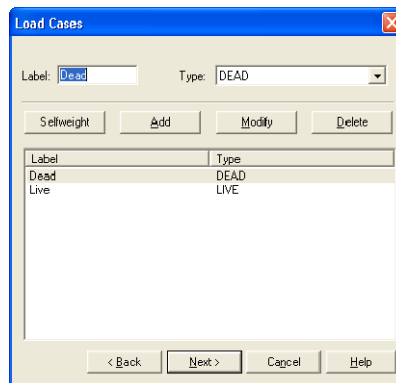 Load Cases
Label: Dead Type: DEAD
Selfweight Add Modify Delete
Label Type
Dead DEAD
Live LIVE
< Back Next > Cancel Help